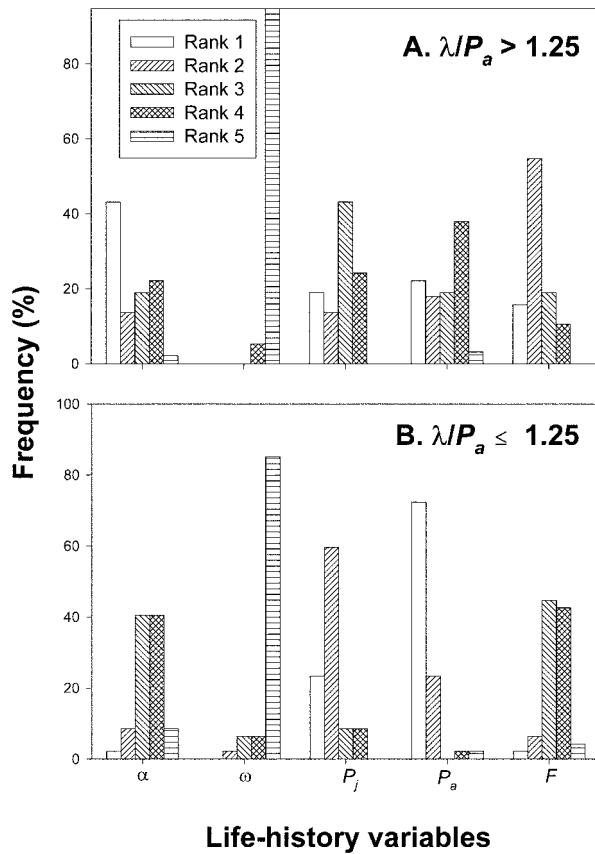 Rank 1
Rank 2
Rank 3
Rank 4
Rank 5
A. λ/Pₐ > 1.25
80
60
40
20
0
Frequency (%)
B. λ/Pₐ ≤ 1.25
100
80
60
40
20
0
α ω Pⱼ Pₐ F
Life-history variables